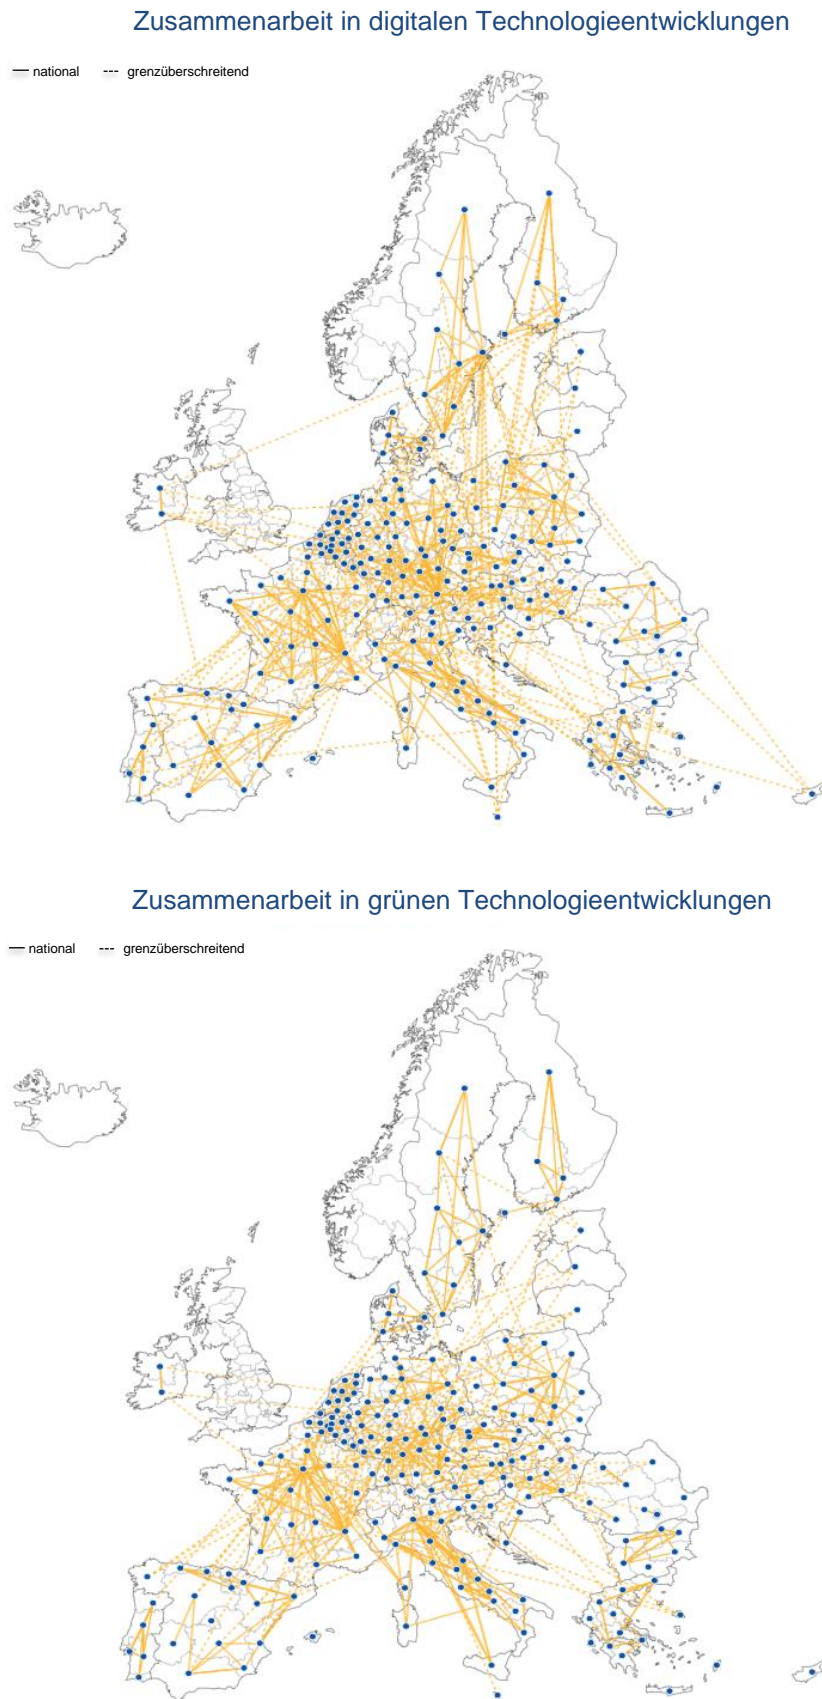 Zusammenarbeit in digitalen Technologieentwicklungen
national grenzüberschreitend
Zusammenarbeit in grünen Technologieentwicklungen
national grenzüberschreitend